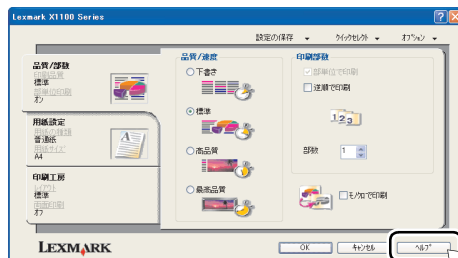 Lexmark X1100 Series
設定の保存 クイックセレクト オプション
品質/部数
印刷品質
標準
部単位印刷
オン
用紙設定
用紙の種類
普通紙
用紙サイズ
A4
印刷工房
レイアウト
標準
両面印刷
オフ
品質/速度
下書き
標準
高品質
最高品質
印刷部数
部単位で印刷
逆順で印刷
1 2 3
部数 1
モノクロで印刷
LEXMARK
OK キャンセル ヘルプ